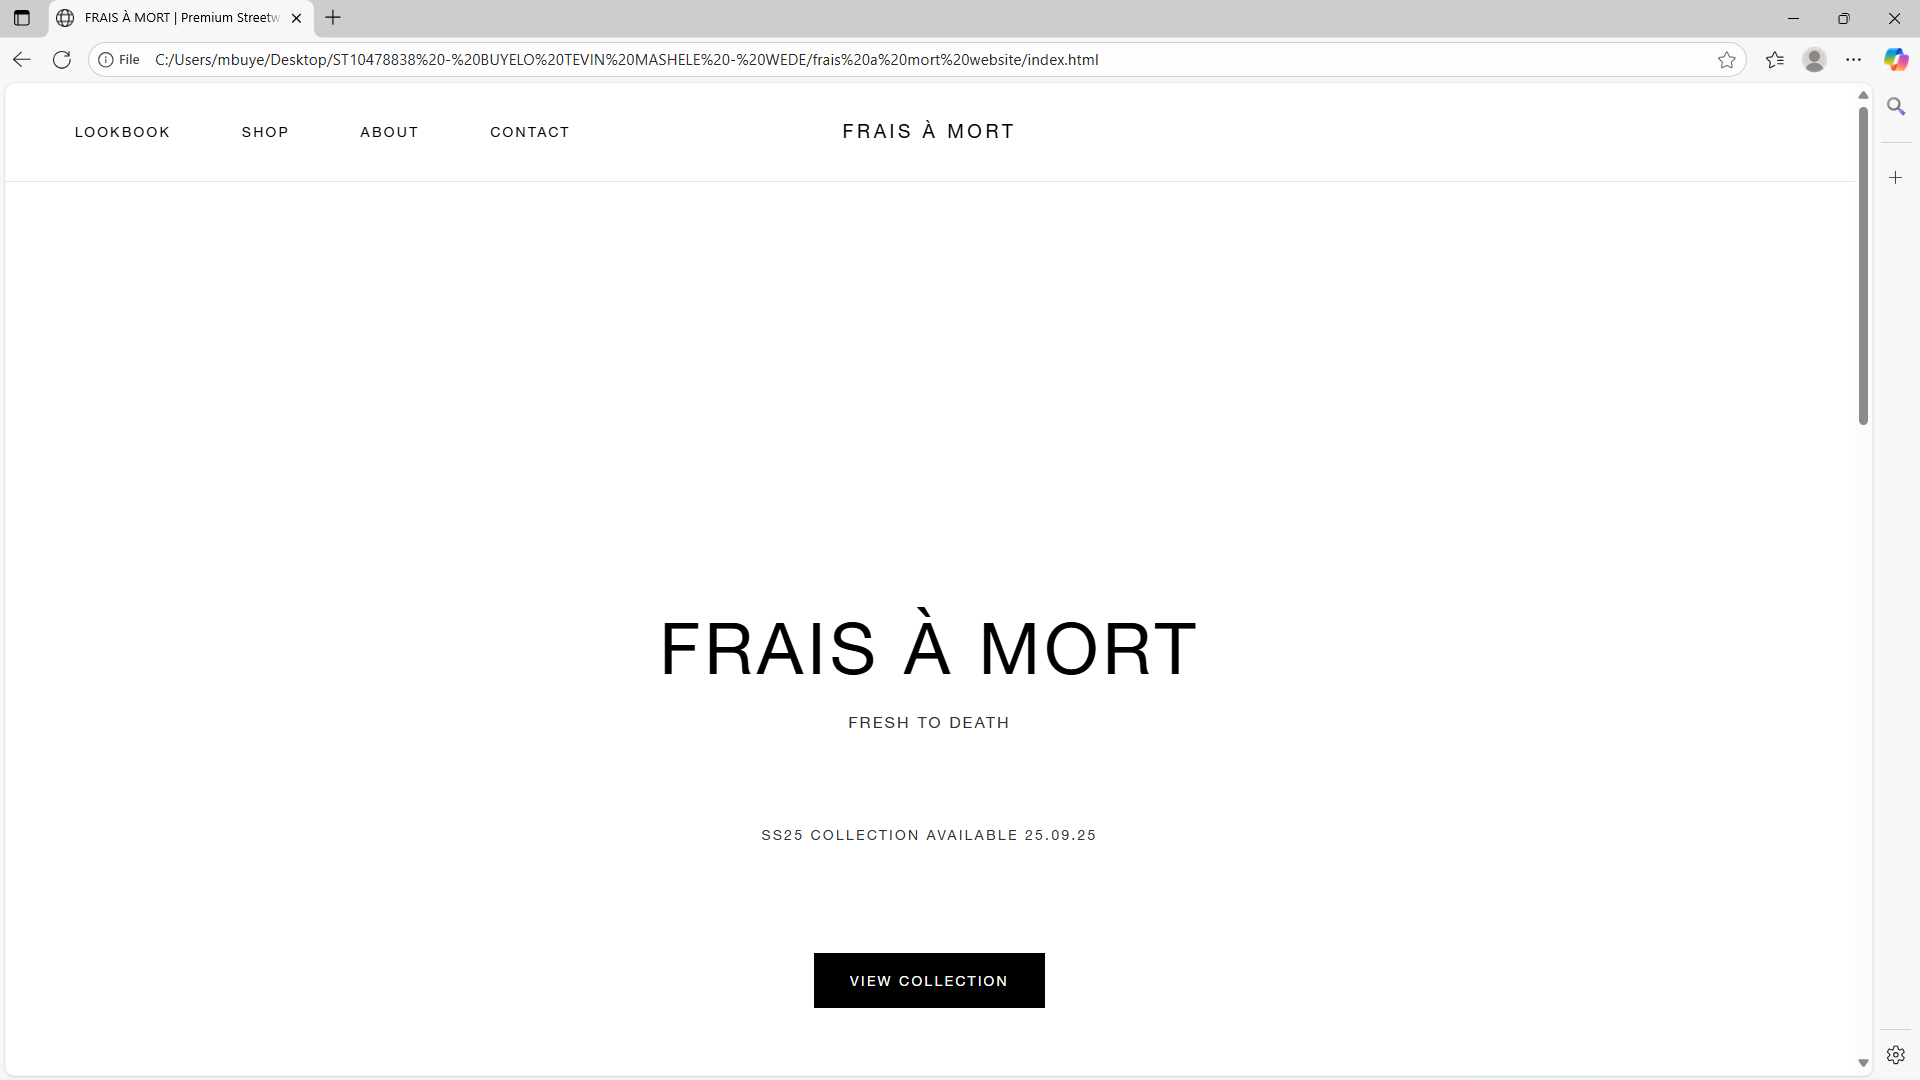 FRAIS À MORT | Premium Streetw
File
C:/Users/mbuye/Desktop/ST10478838%20-%20BUYELO%20TEVIN%20MASHELE%20-%20WEDE/frais%20a%20mort%20website/index.html
LOOKBOOK SHOP ABOUT CONTACT FRAIS À MORT
FRAIS À MORT
FRESH TO DEATH
SS25 COLLECTION AVAILABLE 25.09.25
VIEW COLLECTION